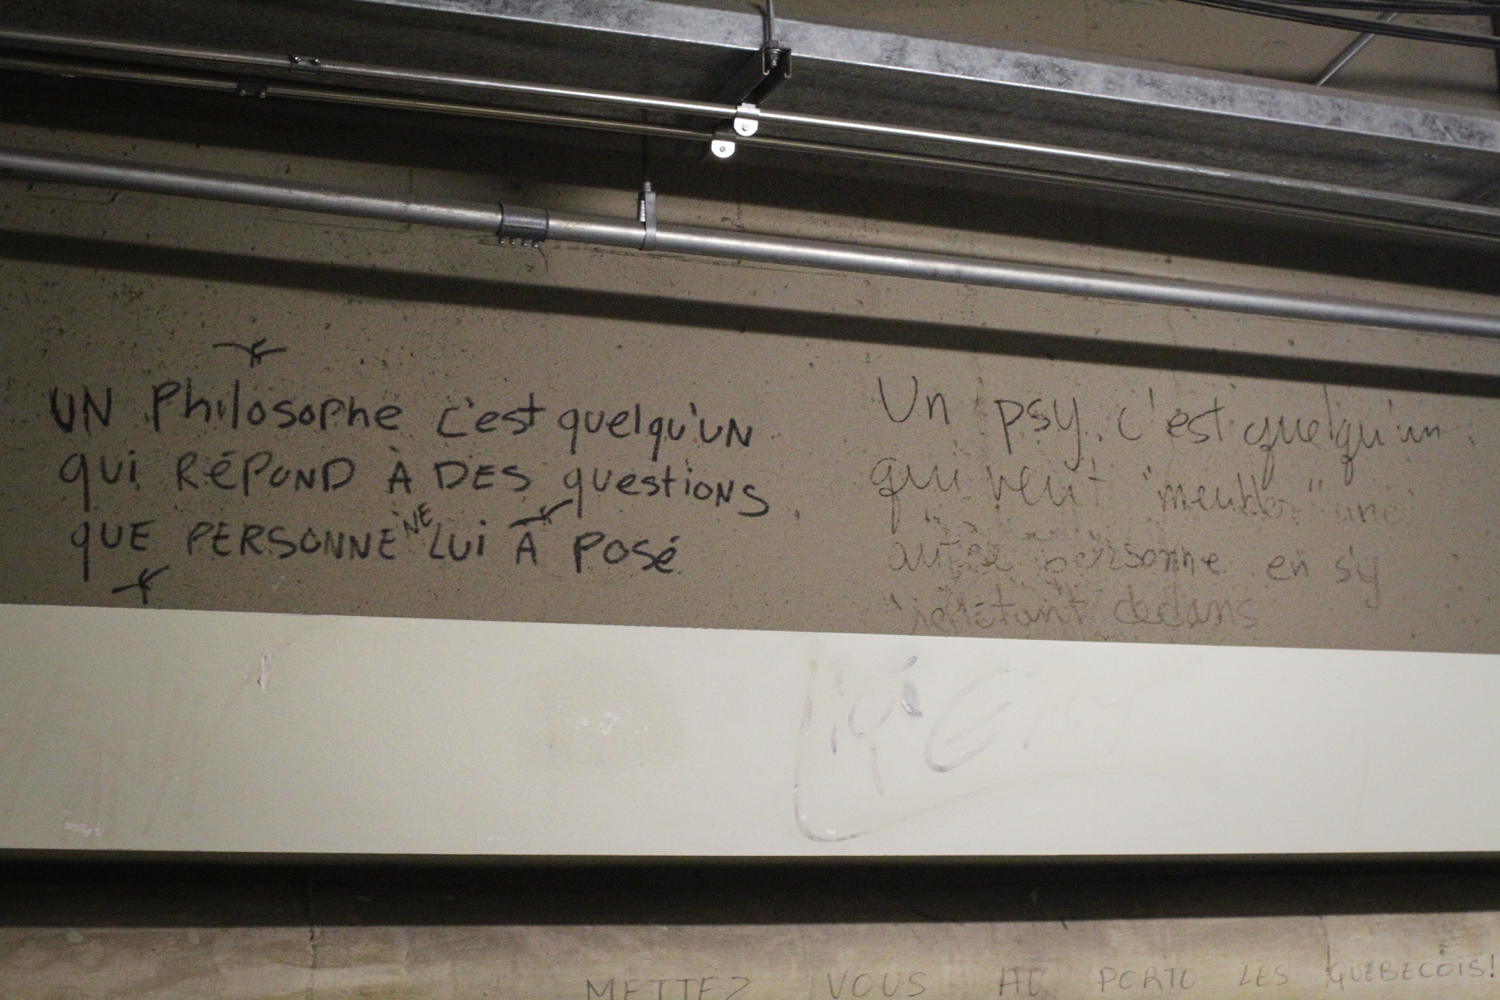 UN Philosophe c'est quelqu'UN
qui RÉPOND À DES questions
QUE PERSONNE NE LUI A POSÉ
Un psy, c'est quelqu'un
qui veut "meubler" une
autre personne en s'y
reflétant dedans
METTEZ VOUS AU PORTO LES QUEBECOIS!